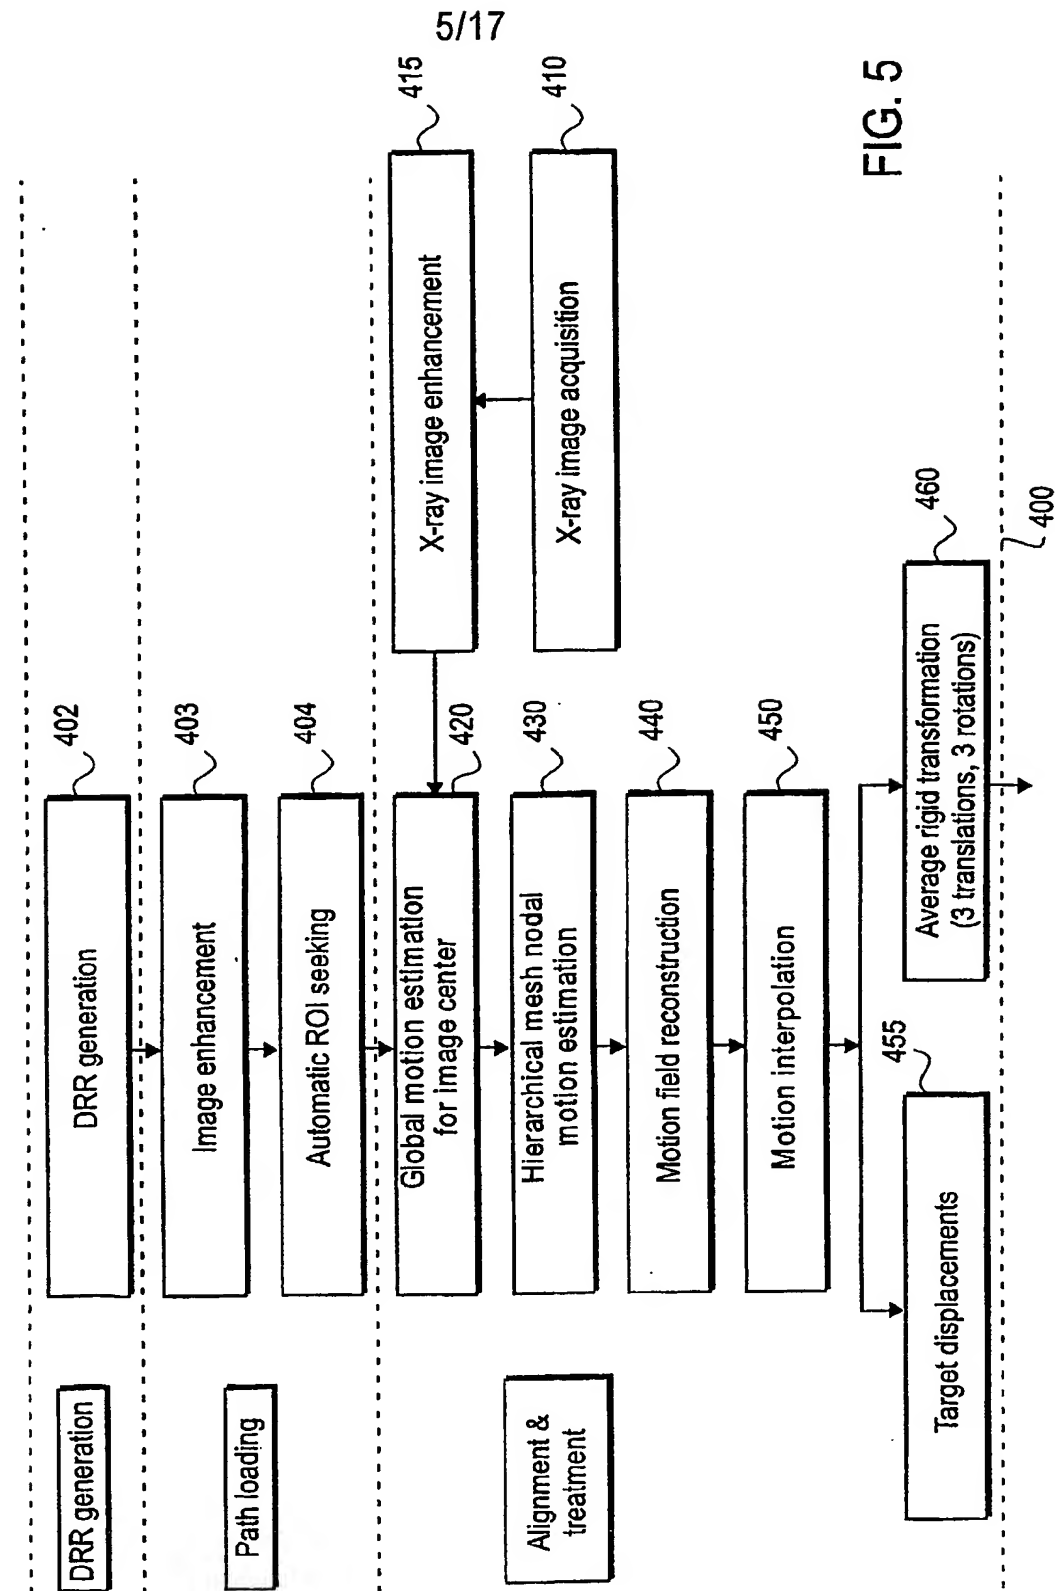 5/17
DRR generation
402
DRR generation
Path loading
403
Image enhancement
404
Automatic ROI seeking
Alignment &
treatment
415
X-ray image enhancement
410
X-ray image acquisition
420
Global motion estimation
for image center
430
Hierarchical mesh nodal
motion estimation
440
Motion field reconstruction
450
Motion interpolation
455
Target displacements
460
Average rigid transformation
(3 translations, 3 rotations)
400
FIG. 5